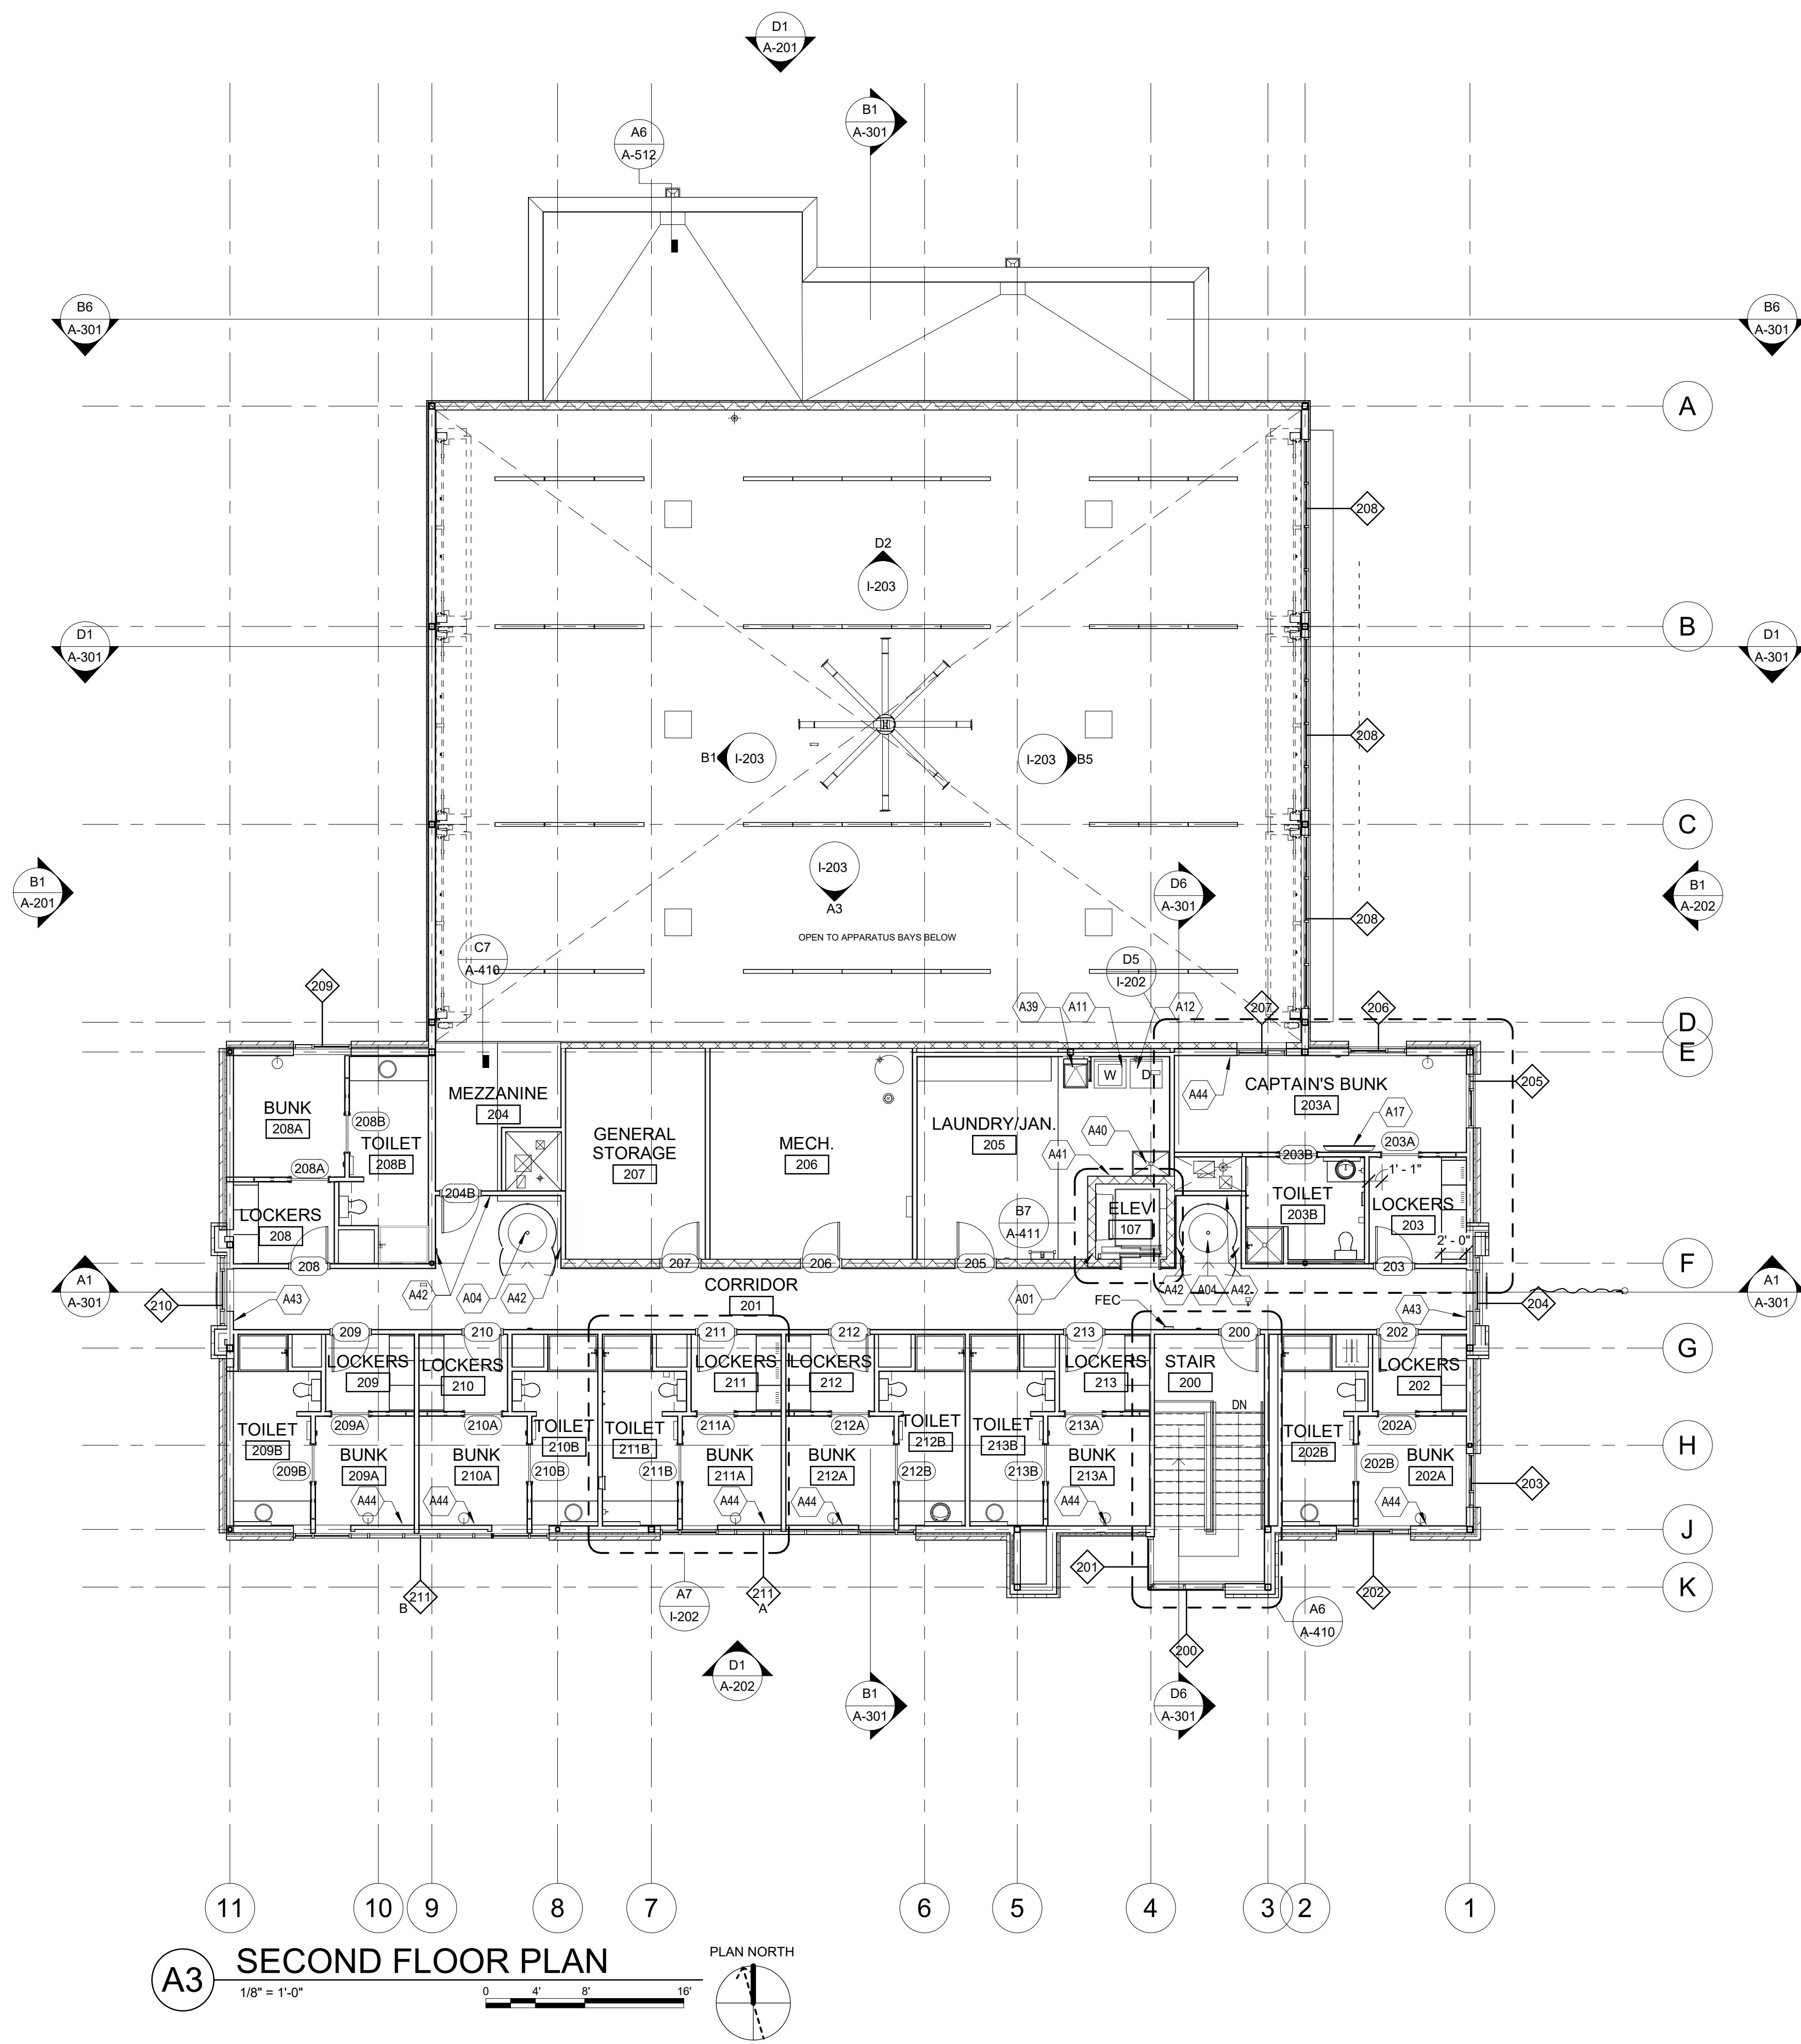 D1
A-201
B1
A-301
A6
A-512
B6
A-301
B6
A-301
A
208
D2
I-203
B
D1
A-301
D1
A-301
208
B1
I-203
I-203
B5
C
I-203
A3
B1
A-201
D6
A-301
B1
A-202
208
OPEN TO APPARATUS BAYS BELOW
C7
A-410
D5
I-202
209
A39
A11
A12
207
206
D
E
W
D
205
MEZZANINE
204
A44
CAPTAIN'S BUNK
203A
BUNK
208A
208B
TOILET
208B
GENERAL
STORAGE
207
MECH.
206
LAUNDRY/JAN.
205
A40
A41
A17
203A
203B
1' - 1"
208A
204B
TOILET
203B
LOCKERS
203
LOCKERS
208
B7
A-411
ELEV
107
2' - 0"
208
207
206
205
203
F
A1
A-301
210
A43
A42
A04
A42
CORRIDOR
201
A01
FEC
A42
A04
A42
A43
204
A1
A-301
209
210
211
212
213
200
202
G
LOCKERS
209
LOCKERS
210
LOCKERS
211
LOCKERS
212
LOCKERS
213
STAIR
200
LOCKERS
202
DN
209A
210A
211A
212A
213A
202A
TOILET
209B
TOILET
210B
TOILET
211B
TOILET
212B
TOILET
213B
TOILET
202B
H
BUNK
209A
BUNK
210A
BUNK
211A
BUNK
212A
BUNK
213A
BUNK
202A
209B
210B
211B
212B
213B
202B
203
A44
A44
A44
A44
A44
A44
J
201
K
211
B
A7
I-202
211
A
202
A6
A-410
200
D1
A-202
B1
A-301
D6
A-301
11
10
9
8
7
6
5
4
3
2
1
A3
SECOND FLOOR PLAN
1/8" = 1'-0"
0
4'
8'
16'
PLAN NORTH